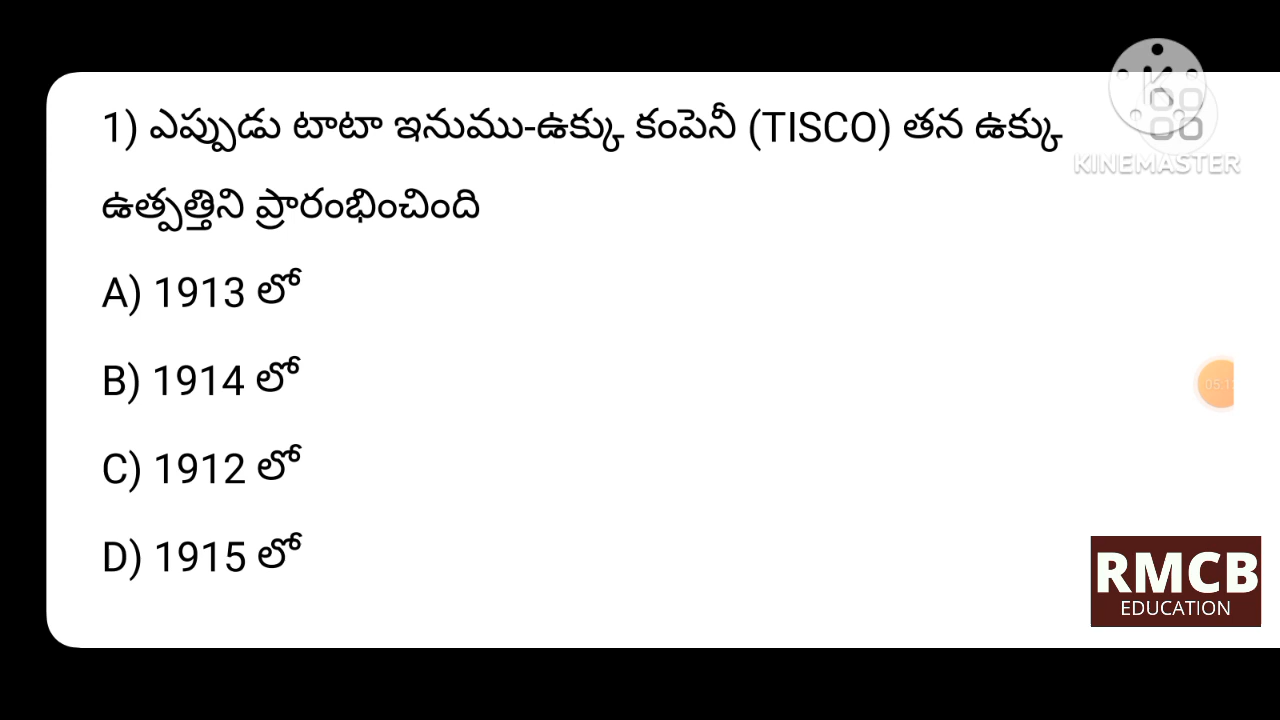 1) ఎప్పుడు టాటా ఇనుము-ఉక్కు కంపెనీ (TISCO) తన ఉక్కు
ఉత్పత్తిని ప్రారంభించింది
A) 1913 లో
B) 1914 లో
C) 1912 లో
D) 1915 లో
KINEMASTER
RMCB
EDUCATION